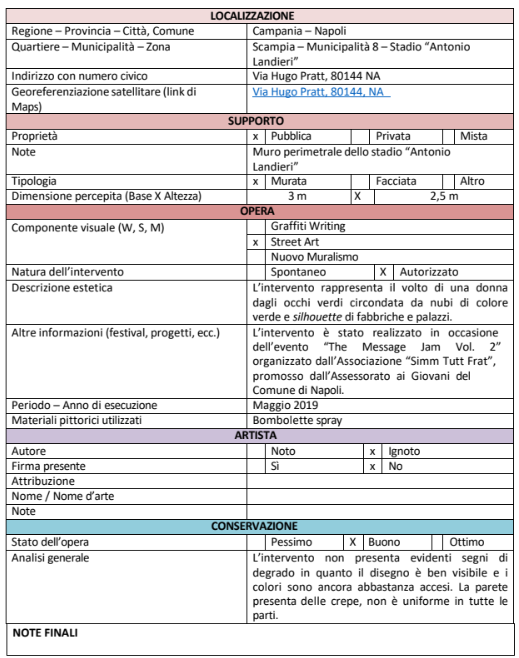 LOCALIZZAZIONE
Regione – Provincia – Città, Comune Campania – Napoli
Quartiere – Municipalità – Zona Scampia – Municipalità 8 – Stadio “Antonio
Landieri”
Indirizzo con numero civico Via Hugo Pratt, 80144 NA
Georeferenziazione satellitare (link di Via Hugo Pratt, 80144, NA
Maps)
SUPPORTO
Proprietà x Pubblica Privata Mista
Note Muro perimetrale dello stadio “Antonio
Landieri”
Tipologia x Murata Facciata Altro
Dimensione percepita (Base X Altezza) 3 m X 2,5 m
OPERA
Componente visuale (W, S, M) Graffiti Writing
x Street Art
Nuovo Muralismo
Natura dell’intervento Spontaneo X Autorizzato
Descrizione estetica L’intervento rappresenta il volto di una donna
dagli occhi verdi circondata da nubi di colore
verde e silhouette di fabbriche e palazzi.
Altre informazioni (festival, progetti, ecc.) L’intervento è stato realizzato in occasione
dell’evento “The Message Jam Vol. 2”
organizzato dall’Associazione “Simm Tutt Frat”,
promosso dall’Assessorato ai Giovani del
Comune di Napoli.
Periodo – Anno di esecuzione Maggio 2019
Materiali pittorici utilizzati Bombolette spray
ARTISTA
Autore Noto x Ignoto
Firma presente Sì x No
Attribuzione
Nome / Nome d’arte
Note
CONSERVAZIONE
Stato dell’opera Pessimo X Buono Ottimo
Analisi generale L’intervento non presenta evidenti segni di
degrado in quanto il disegno è ben visibile e i
colori sono ancora abbastanza accesi. La parete
presenta delle crepe, non è uniforme in tutte le
parti.
NOTE FINALI